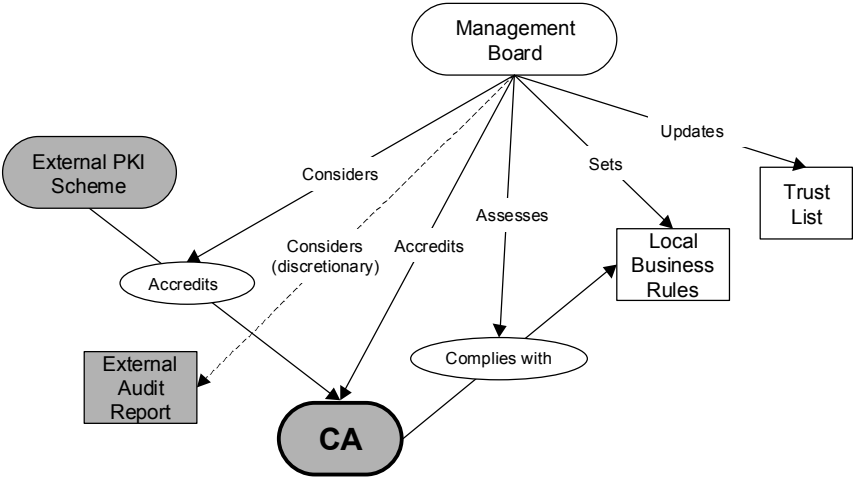 Management
Board
Updates
External PKI
Scheme
Considers
Sets
Trust
List
Assesses
Considers
(discretionary)
Accredits
Local
Business
Rules
Accredits
Complies with
External
Audit
Report
CA